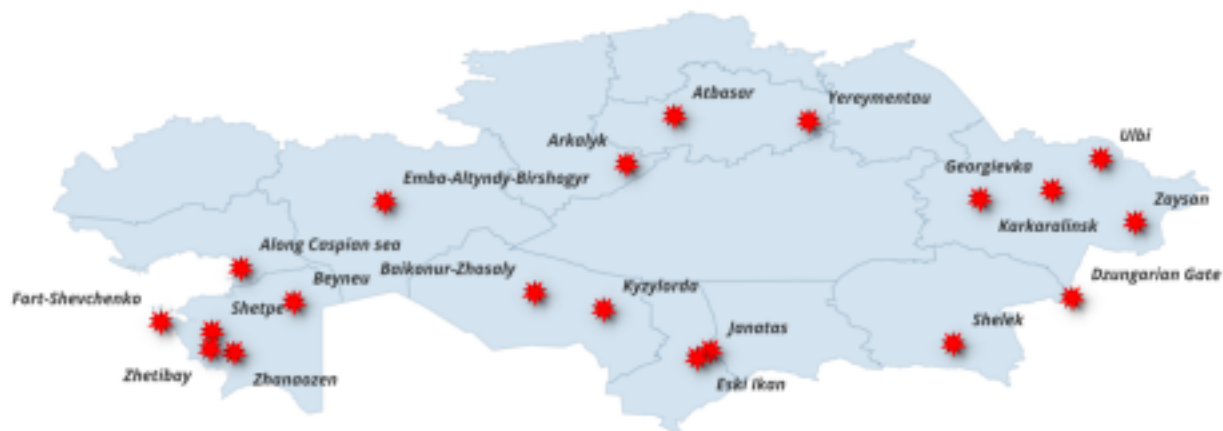 Atbasar
Yereymentau
Ulbi
Arkalyk
Georgievka
Emba-Altyndy-Birshogyr
Zaysan
Karkaralinsk
Along Caspian sea
Baikonur-Zhosaly
Beyneu
Dzungarian Gate
Fort-Shevchenko
Shetpe
Kyzylorda
Shelek
Janatas
Zhetibay
Zhanaozen
Eski Ikan